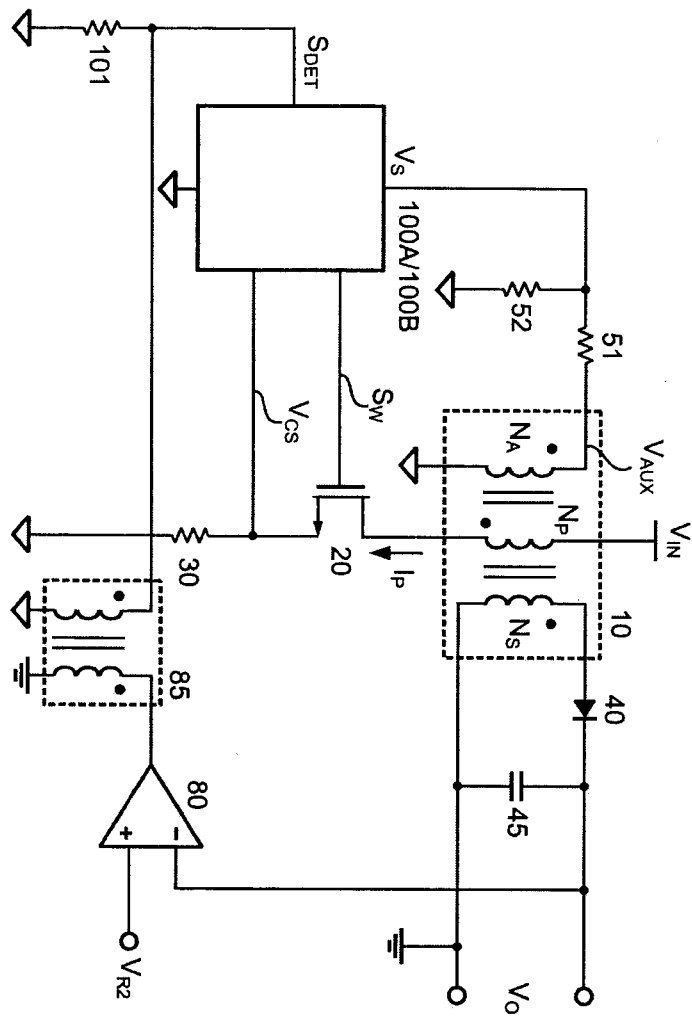 V_IN
V_AUX
10
N_A
N_P
N_S
51
52
40
45
V_O
V_S
100A/100B
S_DET
101
S_W
V_CS
20
I_P
30
85
80
+
−
V_R2